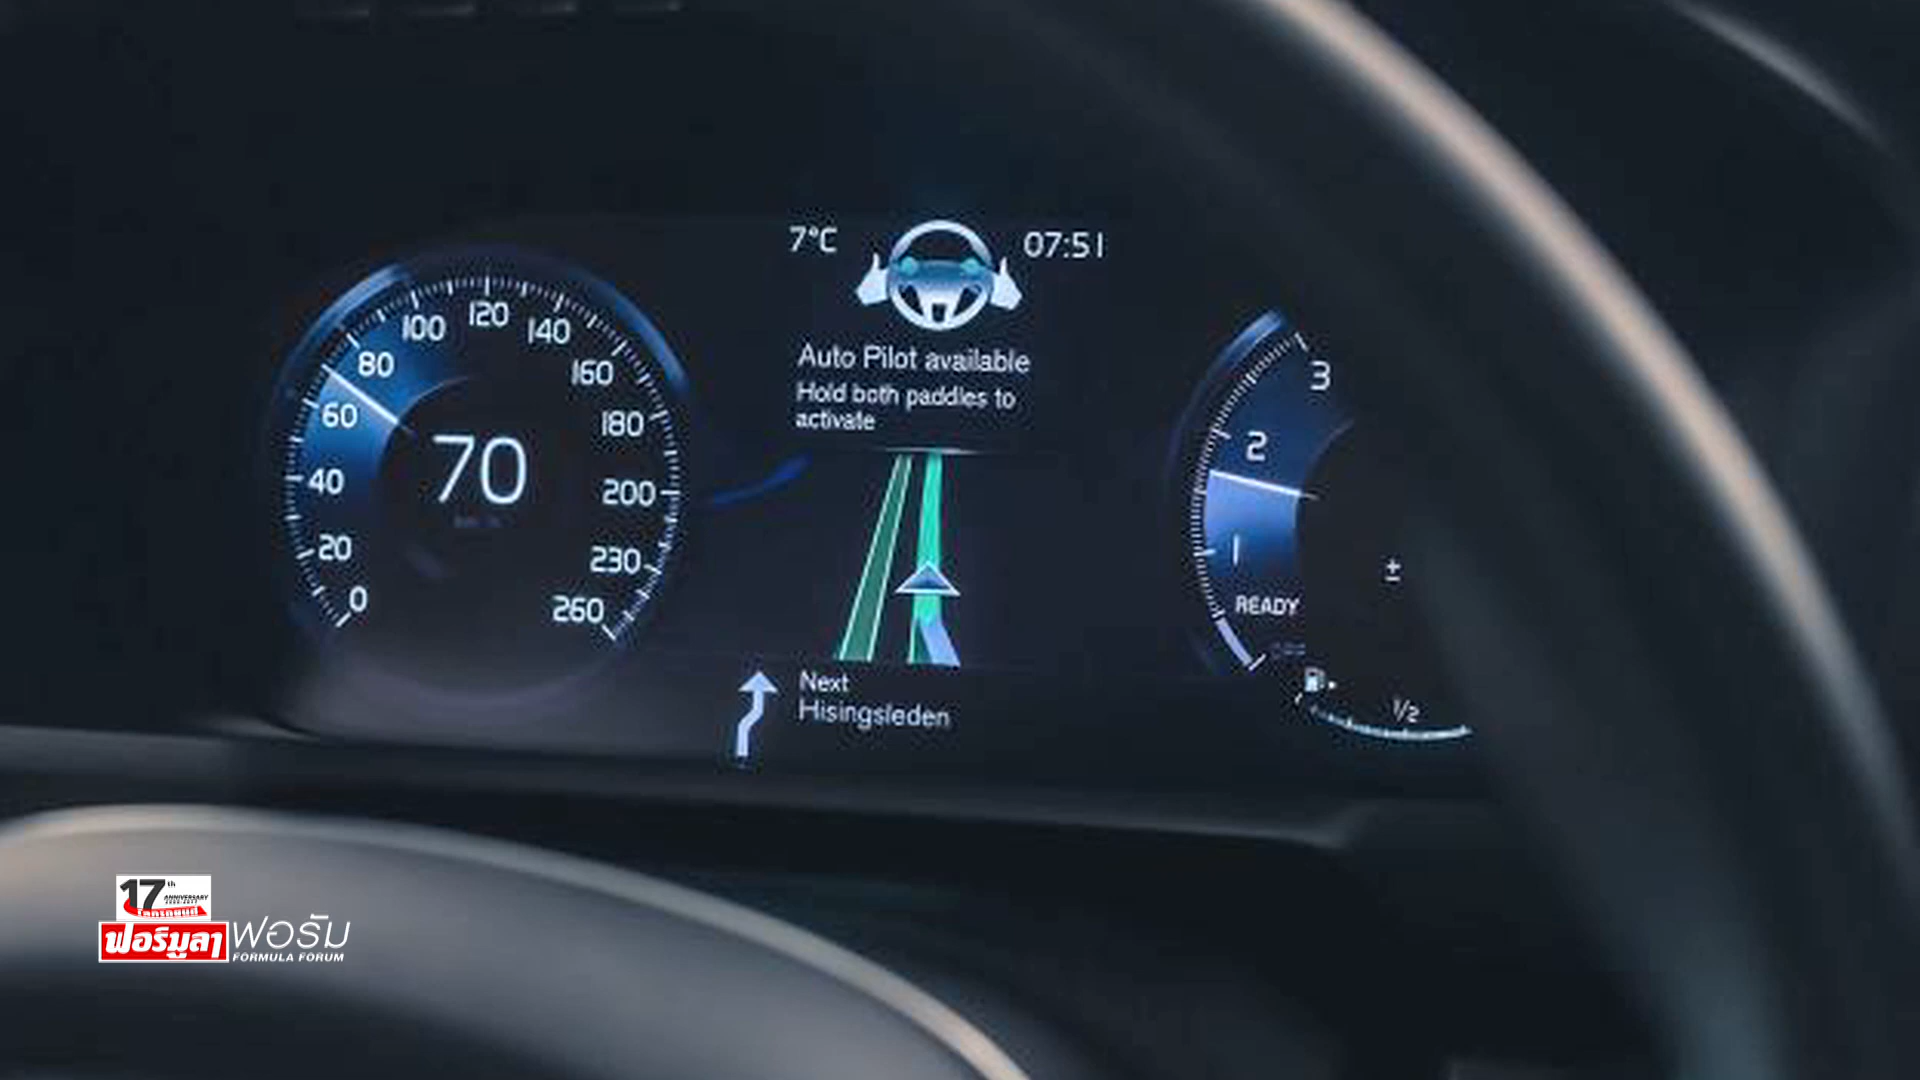 7°C
07:51
Auto Pilot available
Hold both paddles to
activate
0
20
40
60
80
100
120
140
160
180
200
230
260
70
3
2
1
READY
±
1/2
Next
Hisingsleden
17th
ANNIVERSARY
ฟอร์มูลา
ฟอรัม
FORMULA FORUM